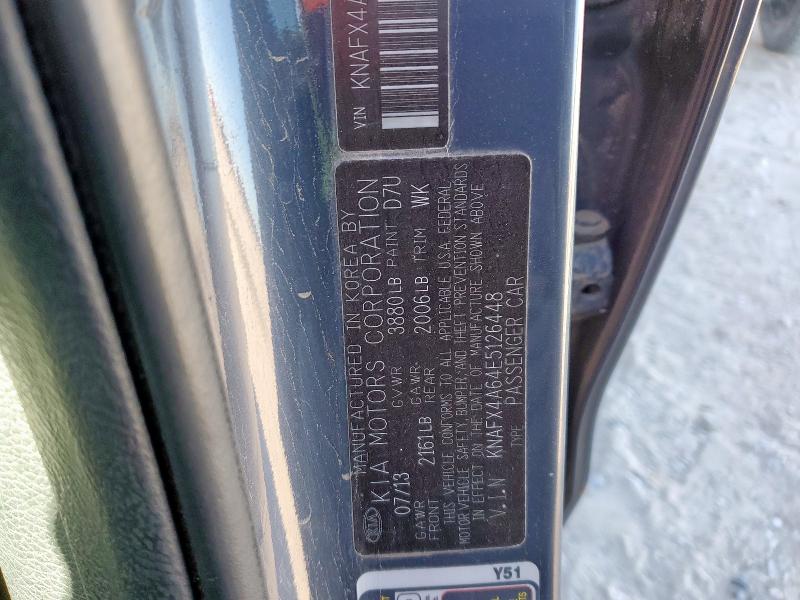 VIN KNAFX4A
MANUFACTURED IN KOREA BY
KIA KIA MOTORS CORPORATION
07/13 GVWR 3880LB PAINT D7U
GAWR FRONT 2161LB GAWR REAR 2006LB TRIM WK
THIS VEHICLE CONFORMS TO ALL APPLICABLE U.S.A. FEDERAL
MOTOR VEHICLE SAFETY, BUMPER, AND THEFT PREVENTION STANDARDS
IN EFFECT ON THE DATE OF MANUFACTURE SHOWN ABOVE
V.I.N KNAFX4A64E5126448
TYPE PASSENGER CAR
Y51